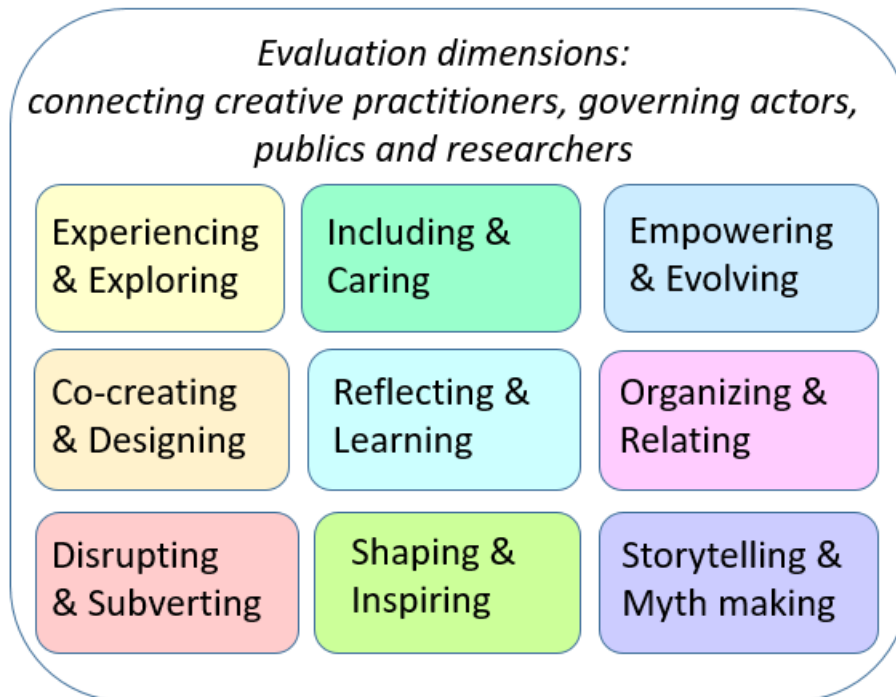 Evaluation dimensions:
connecting creative practitioners, governing actors,
publics and researchers
Experiencing
& Exploring
Including &
Caring
Empowering
& Evolving
Co-creating
& Designing
Reflecting &
Learning
Organizing &
Relating
Disrupting
& Subverting
Shaping &
Inspiring
Storytelling &
Myth making